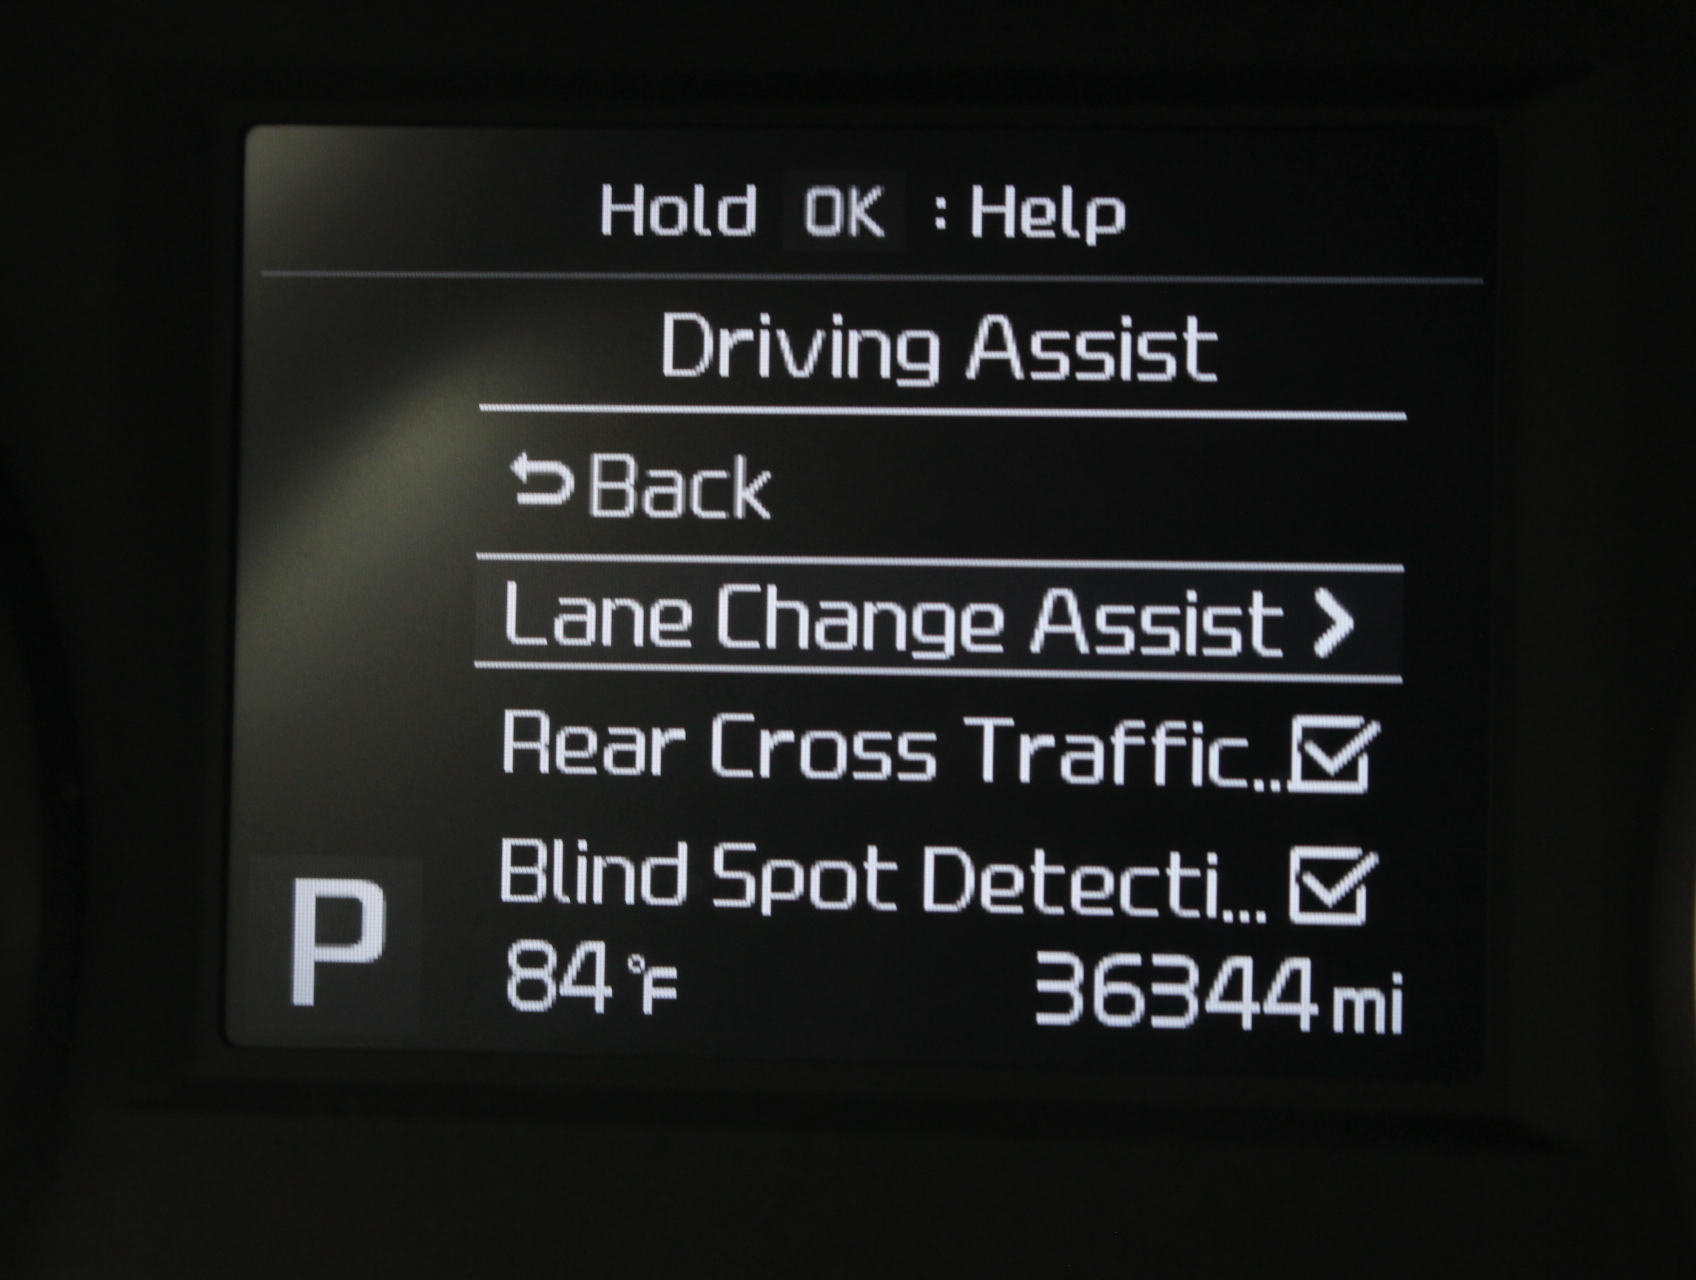 Hold OK : Help
Driving Assist
Back
Lane Change Assist
Rear Cross Traffic...
Blind Spot Detecti...
P
84°F 36344 mi